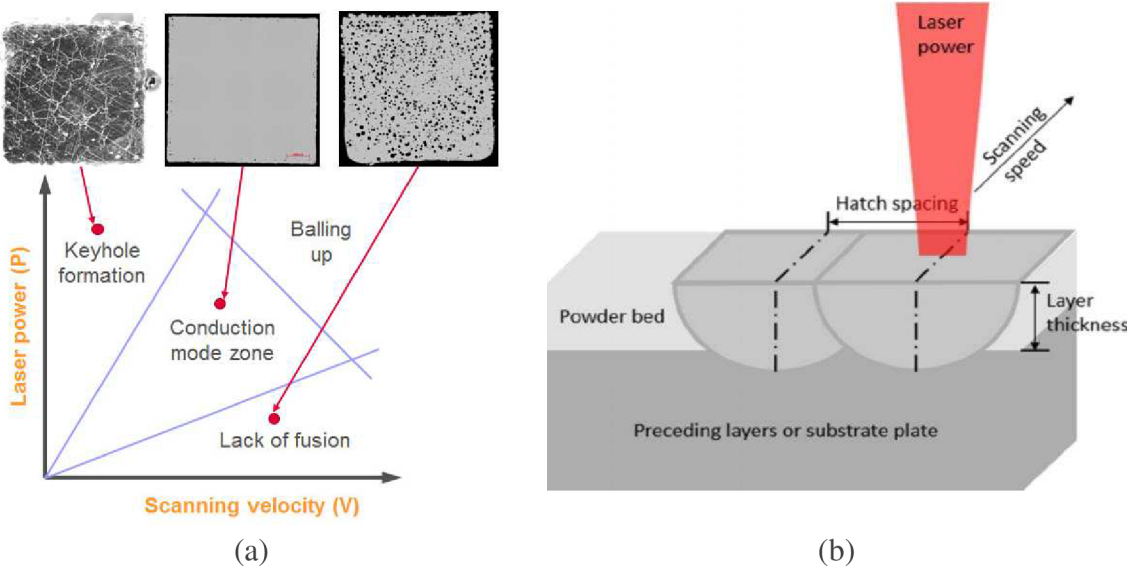 Keyhole
formation
Balling
up
Conduction
mode zone
Lack of fusion
Laser power (P)
Scanning velocity (V)
(a)
Laser
power
Scanning
speed
Hatch spacing
Powder bed
Layer
thickness
Preceding layers or substrate plate
(b)